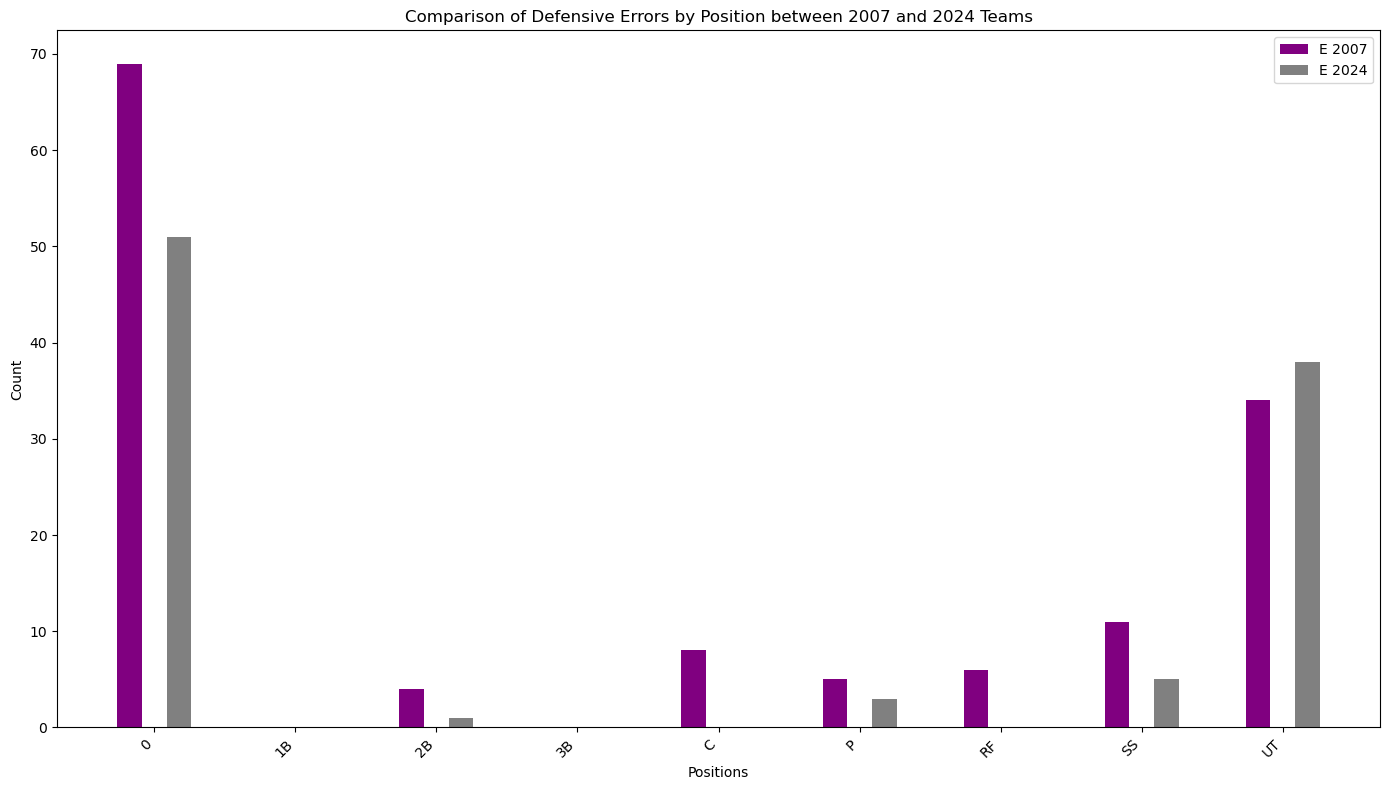 Comparison of Defensive Errors by Position between 2007 and 2024 Teams
E 2007
E 2024
70
60
50
40
30
20
10
0
Count
0
1B
2B
3B
C
P
RF
SS
UT
Positions